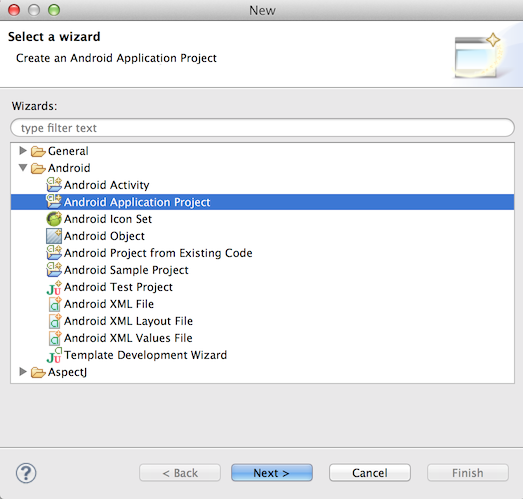 New
Select a wizard
Create an Android Application Project
Wizards:
type filter text
General
Android
Android Activity
Android Application Project
Android Icon Set
Android Object
Android Project from Existing Code
Android Sample Project
Android Test Project
Android XML File
Android XML Layout File
Android XML Values File
Template Development Wizard
AspectJ
? < Back Next > Cancel Finish